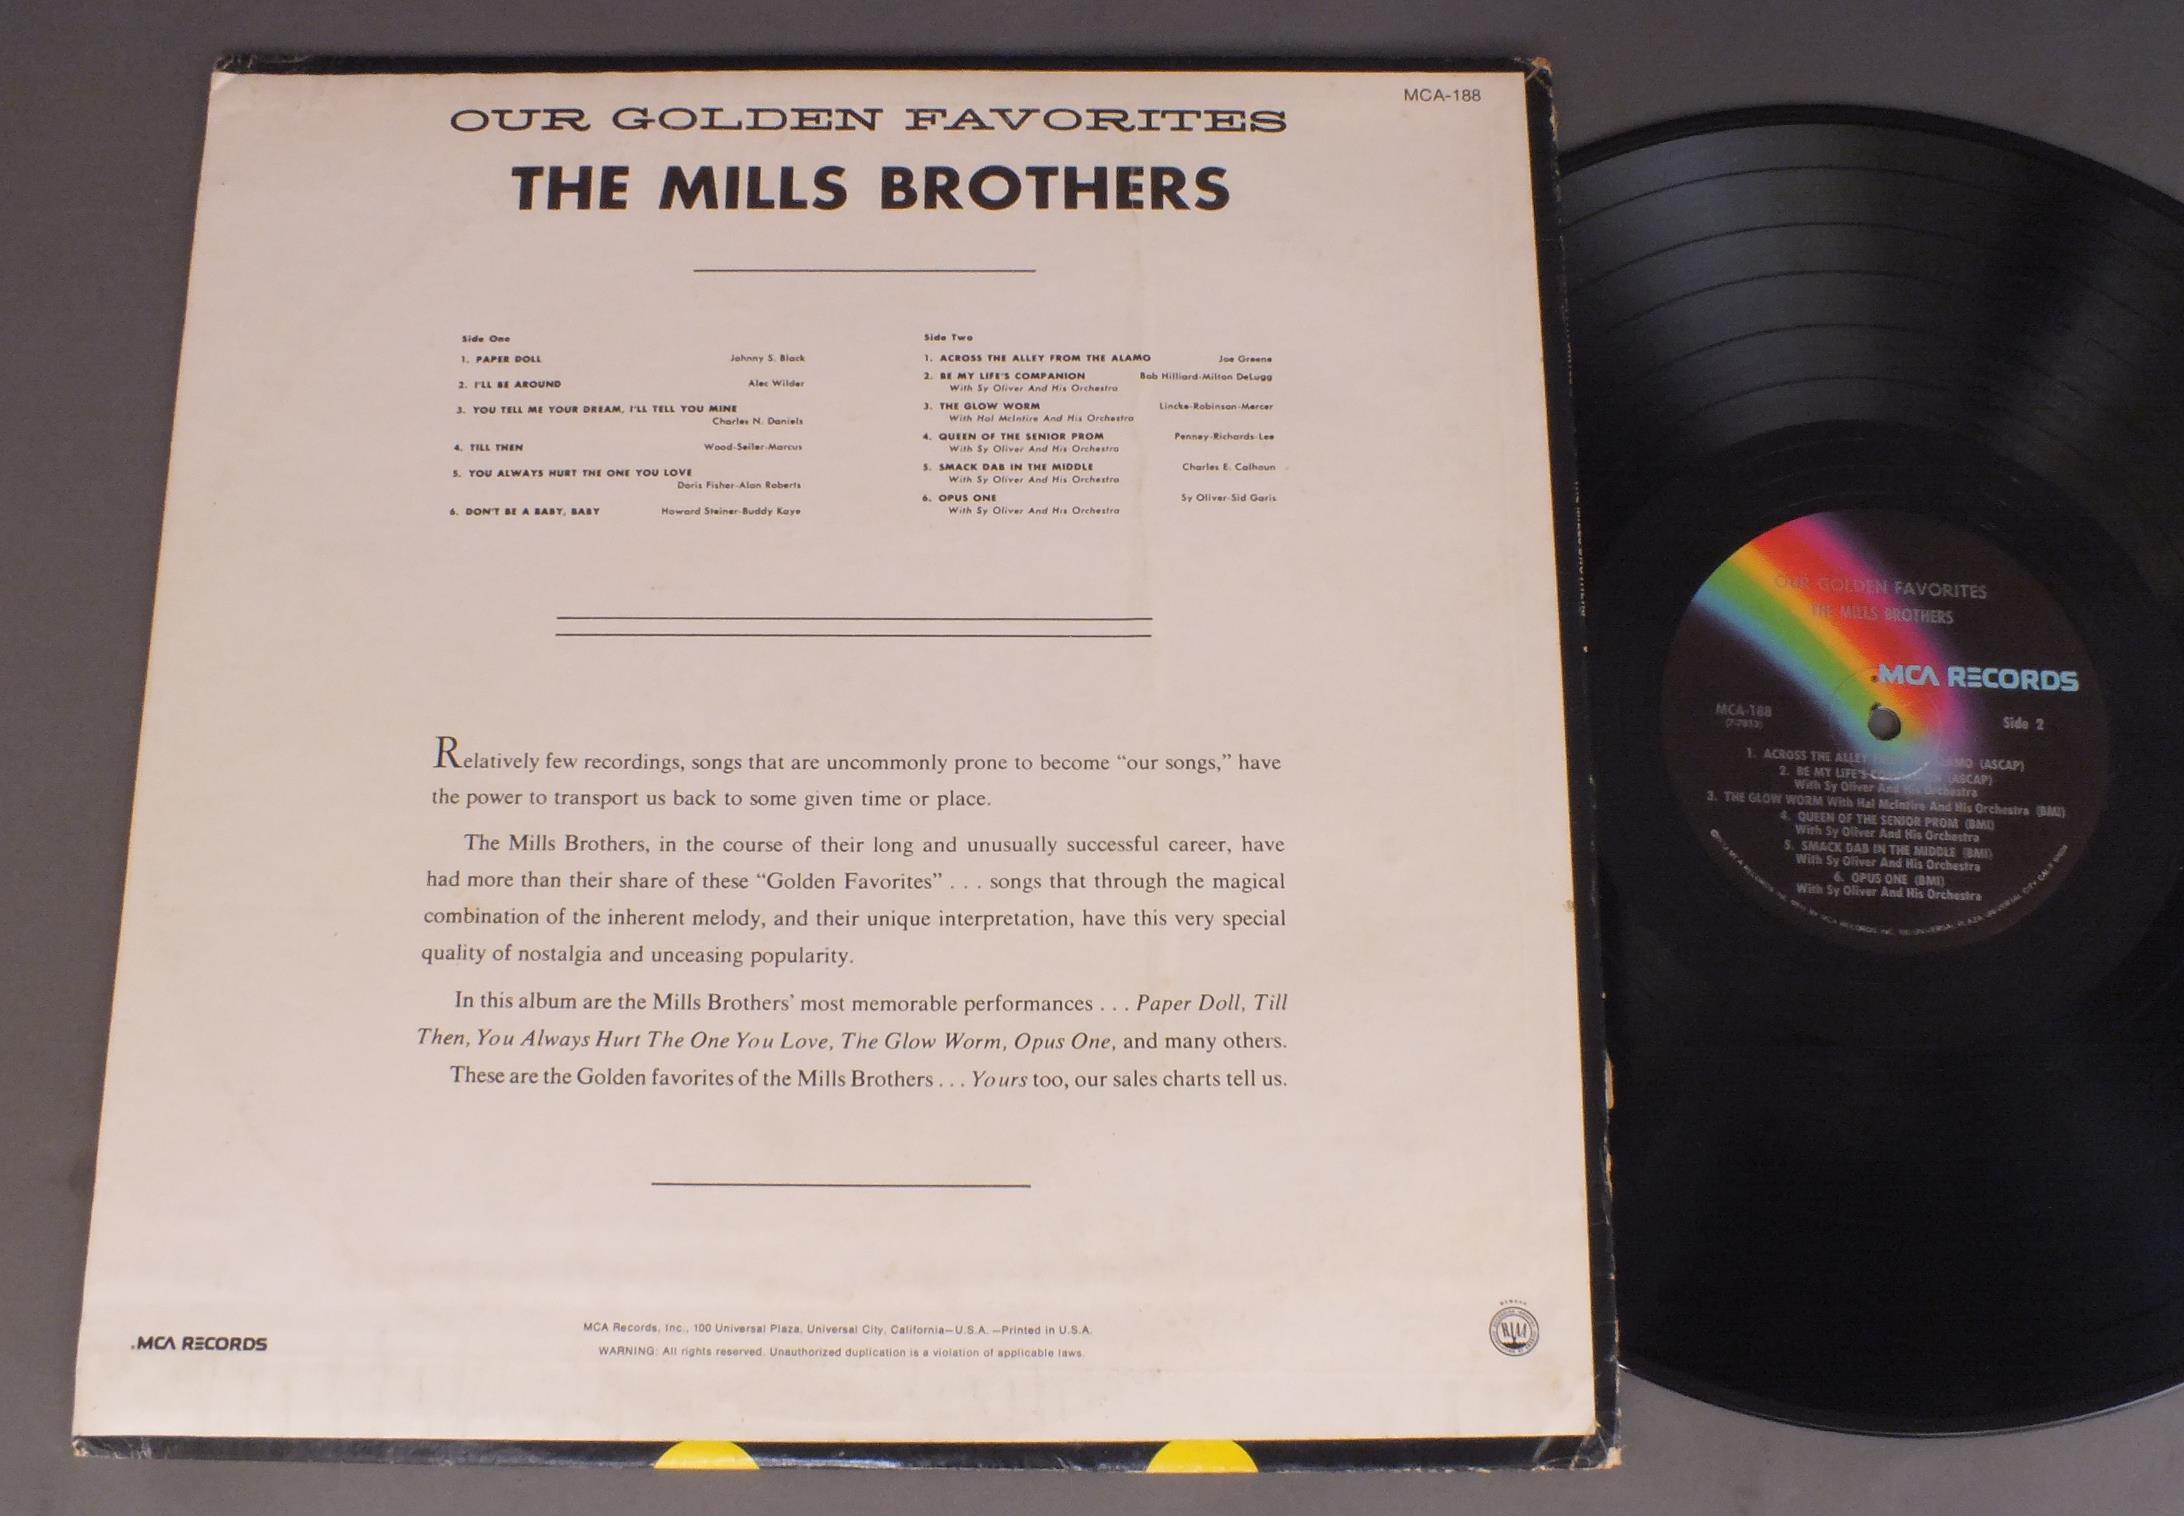 MCA-188
OUR GOLDEN FAVORITES
THE MILLS BROTHERS
Side One
1. PAPER DOLL Johnny S. Black
2. I'LL BE AROUND Alec Wilder
3. YOU TELL ME YOUR DREAM, I'LL TELL YOU MINE
Charles N. Daniels
4. TILL THEN Wood-Seiler-Marcus
5. YOU ALWAYS HURT THE ONE YOU LOVE
Doris Fisher-Alan Roberts
6. DON'T BE A BABY, BABY Howard Steiner-Buddy Kaye
Side Two
1. ACROSS THE ALLEY FROM THE ALAMO Joe Greene
2. BE MY LIFE'S COMPANION Bob Hilliard-Milton DeLugg
With Sy Oliver And His Orchestra
3. THE GLOW WORM Lincke-Robinson-Mercer
With Hal McIntire And His Orchestra
4. QUEEN OF THE SENIOR PROM Penney-Richards-Lee
With Sy Oliver And His Orchestra
5. SMACK DAB IN THE MIDDLE Charles E. Calhoun
With Sy Oliver And His Orchestra
6. OPUS ONE Sy Oliver-Sid Garis
With Sy Oliver And His Orchestra
Relatively few recordings, songs that are uncommonly prone to become “our songs,” have
the power to transport us back to some given time or place.
The Mills Brothers, in the course of their long and unusually successful career, have
had more than their share of these “Golden Favorites” . . . songs that through the magical
combination of the inherent melody, and their unique interpretation, have this very special
quality of nostalgia and unceasing popularity.
In this album are the Mills Brothers’ most memorable performances . . . Paper Doll, Till
Then, You Always Hurt The One You Love, The Glow Worm, Opus One, and many others.
These are the Golden favorites of the Mills Brothers . . . Yours too, our sales charts tell us.
MCA RECORDS
MCA Records, Inc., 100 Universal Plaza, Universal City, California—U.S.A. —Printed in U.S.A.
WARNING: All rights reserved. Unauthorized duplication is a violation of applicable laws.
RIAA
OUR GOLDEN FAVORITES
THE MILLS BROTHERS
MCA RECORDS
MCA-188
Side 2
1. ACROSS THE ALLEY ALAMO (ASCAP)
2. BE MY LIFE'S (ASCAP)
With Sy Oliver And His Orchestra
3. THE GLOW WORM With Hal McIntire And His Orchestra (BMI)
4. QUEEN OF THE SENIOR PROM (BMI)
With Sy Oliver And His Orchestra
5. SMACK DAB IN THE MIDDLE (BMI)
With Sy Oliver And His Orchestra
6. OPUS ONE (BMI)
With Sy Oliver And His Orchestra